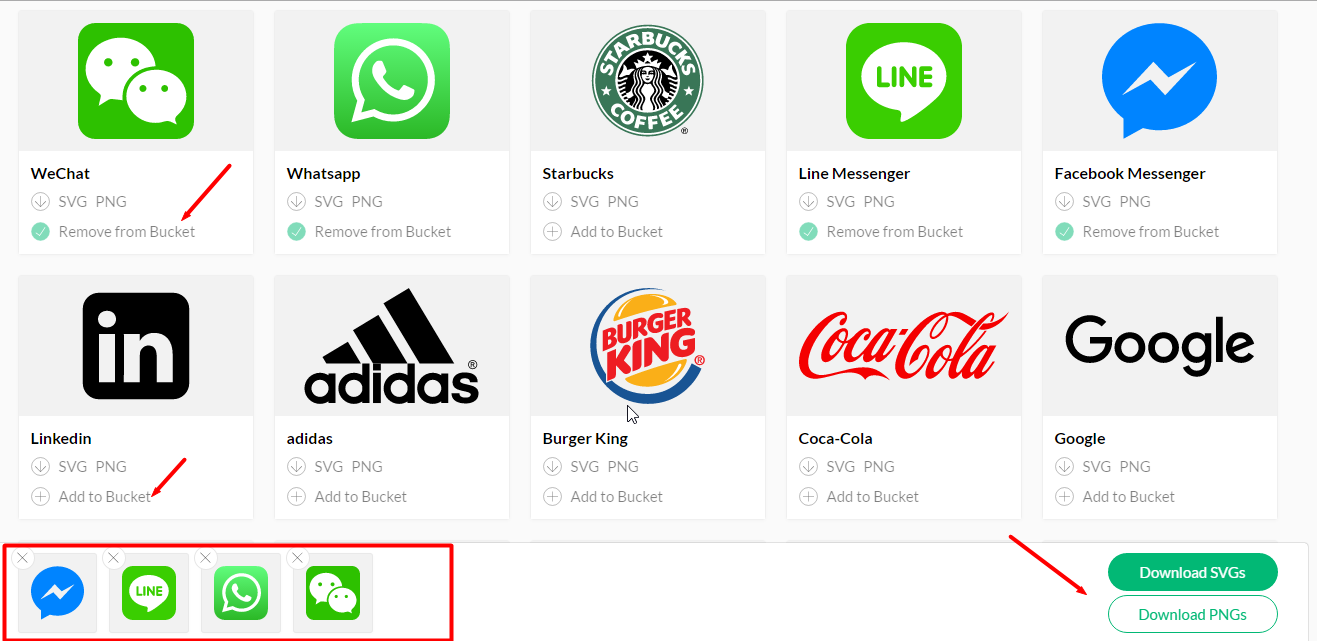 STARBUCKS
COFFEE
®
LINE
WeChat
Whatsapp
Starbucks
Line Messenger
Facebook Messenger
SVG PNG
SVG PNG
SVG PNG
SVG PNG
SVG PNG
Remove from Bucket
Remove from Bucket
Add to Bucket
Remove from Bucket
Remove from Bucket
in
adidas®
BURGER
KING®
Coca-Cola
Google
Linkedin
adidas
Burger King
Coca-Cola
Google
SVG PNG
SVG PNG
SVG PNG
SVG PNG
SVG PNG
Add to Bucket
Add to Bucket
Add to Bucket
Add to Bucket
Add to Bucket
LINE
Download SVGs
Download PNGs